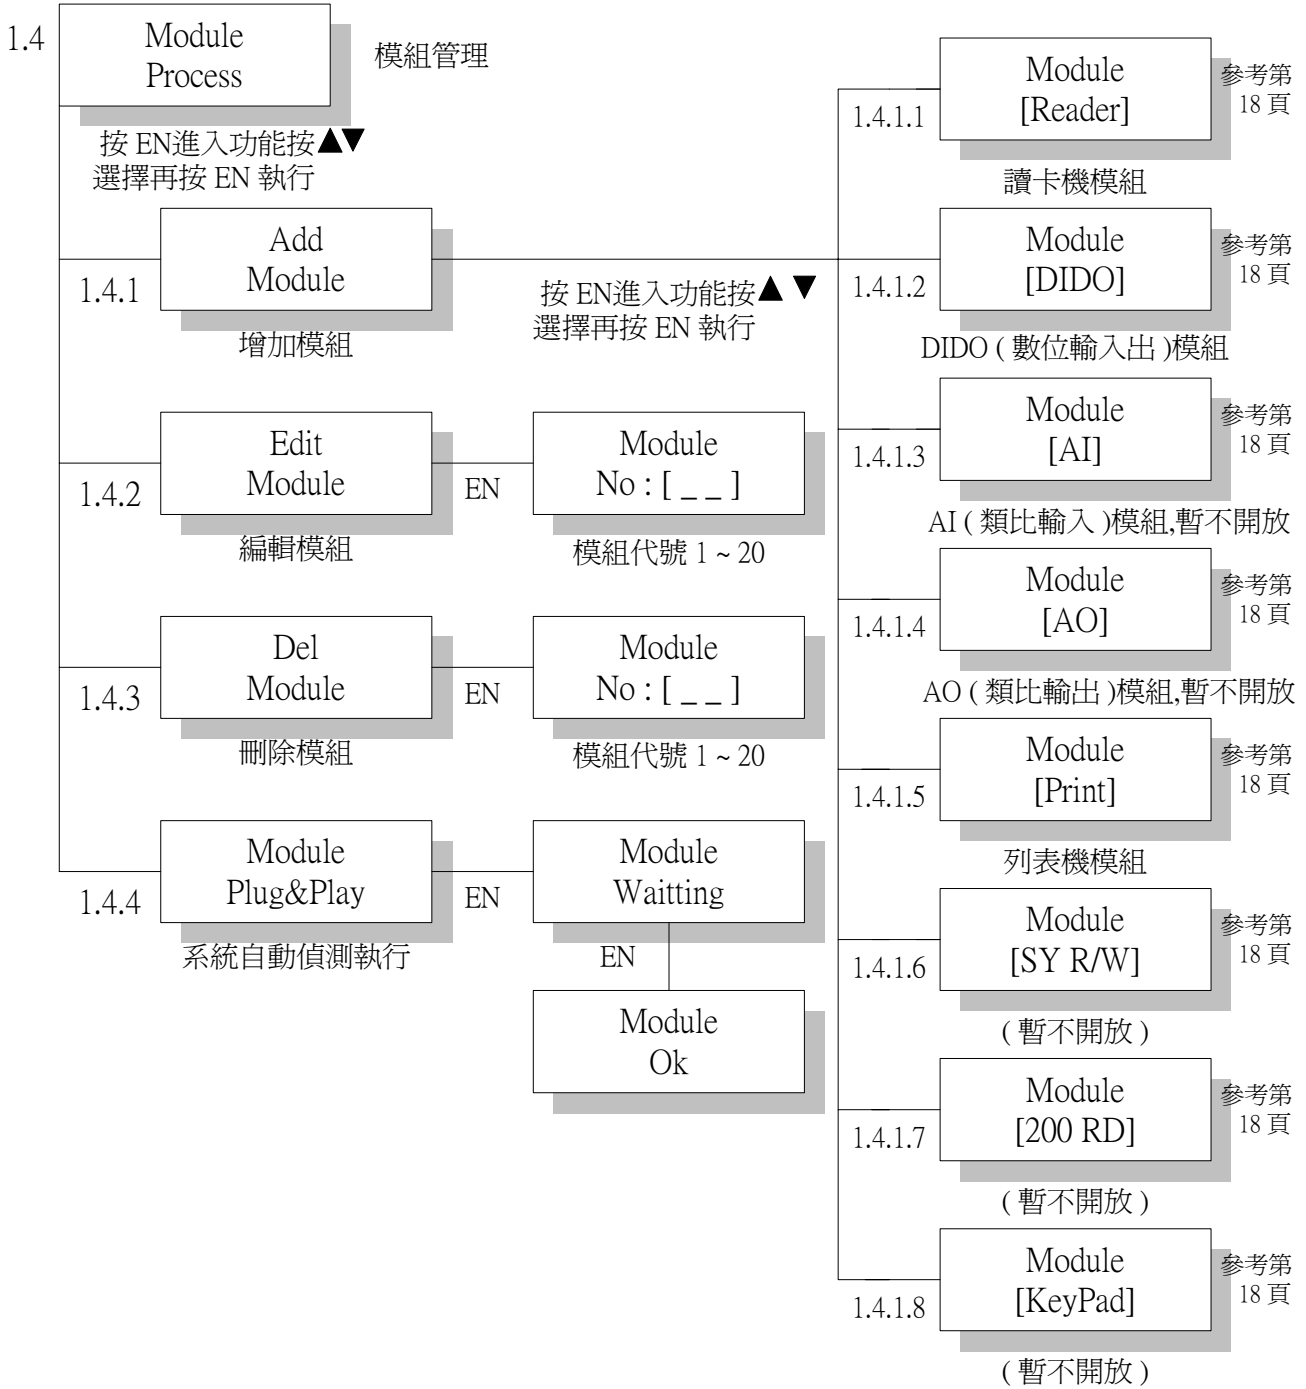 1.4
Module
Process
模組管理
按 EN進入功能按▲▼
選擇再按 EN 執行
1.4.1
Add
Module
增加模組
按 EN進入功能按▲ ▼
選擇再按 EN 執行
1.4.2
Edit
Module
編輯模組
EN
Module
No : [ _ _ ]
模組代號 1 ~ 20
1.4.3
Del
Module
刪除模組
EN
Module
No : [ _ _ ]
模組代號 1 ~ 20
1.4.4
Module
Plug&Play
系統自動偵測執行
EN
Module
Waitting
EN
Module
Ok
1.4.1.1
Module
[Reader]
參考第
18 頁
讀卡機模組
1.4.1.2
Module
[DIDO]
參考第
18 頁
DIDO ( 數位輸入出 )模組
1.4.1.3
Module
[AI]
參考第
18 頁
AI ( 類比輸入 )模組,暫不開放
1.4.1.4
Module
[AO]
參考第
18 頁
AO ( 類比輸出 )模組,暫不開放
1.4.1.5
Module
[Print]
參考第
18 頁
列表機模組
1.4.1.6
Module
[SY R/W]
參考第
18 頁
( 暫不開放 )
1.4.1.7
Module
[200 RD]
參考第
18 頁
( 暫不開放 )
1.4.1.8
Module
[KeyPad]
參考第
18 頁
( 暫不開放 )